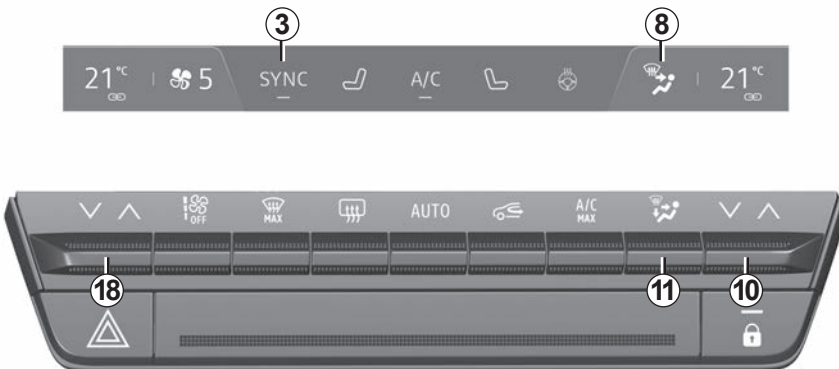 3 8
21°C 5 SYNC A/C 21°C
OFF MAX AUTO A/C MAX
18 11 10